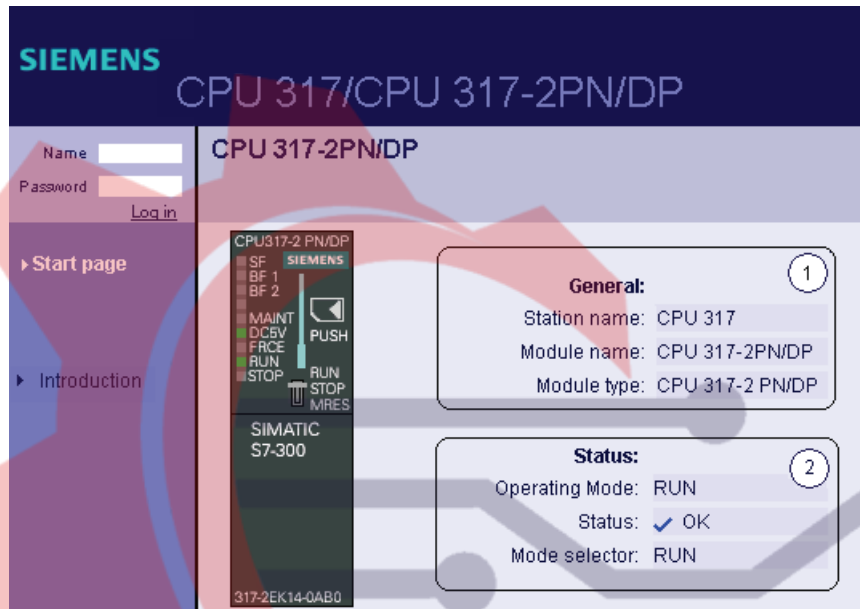 SIEMENS
CPU 317/CPU 317-2PN/DP
Name
Password
Log in
CPU 317-2PN/DP
Start page
Introduction
CPU317-2 PN/DP
SF
SIEMENS
BF 1
BF 2
MAINT
DC5V
PUSH
FRCE
RUN
RUN
STOP
STOP
MRES
SIMATIC
S7-300
317-2EK14-0AB0
General:
1
Station name: CPU 317
Module name: CPU 317-2PN/DP
Module type: CPU 317-2 PN/DP
Status:
2
Operating Mode: RUN
Status: ✓ OK
Mode selector: RUN